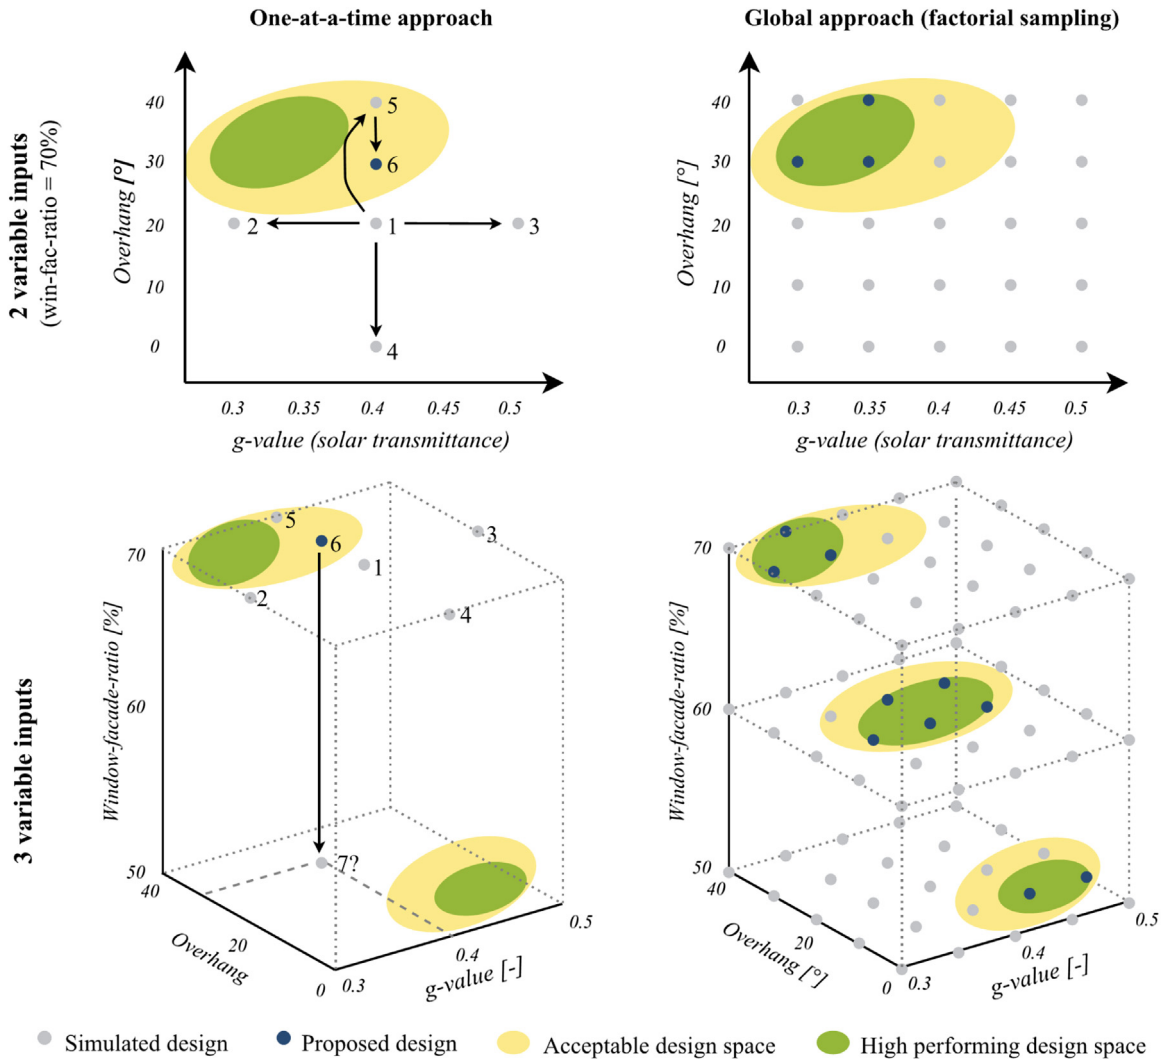 One-at-a-time approach
Global approach (factorial sampling)
2 variable inputs
(win-fac-ratio = 70%)
Overhang [°]
40
30
20
10
0
5
6
2
1
3
4
0.3
0.35
0.4
0.45
0.5
g-value (solar transmittance)
Overhang [°]
40
30
20
10
0
0.3
0.35
0.4
0.45
0.5
g-value (solar transmittance)
3 variable inputs
Window-facade-ratio [%]
70
60
50
5
6
3
1
2
4
7?
40
20
0
Overhang
0.3
0.4
0.5
g-value [-]
Window-facade-ratio [%]
70
60
50
40
20
0
Overhang [°]
0.3
0.4
0.5
g-value [-]
Simulated design
Proposed design
Acceptable design space
High performing design space